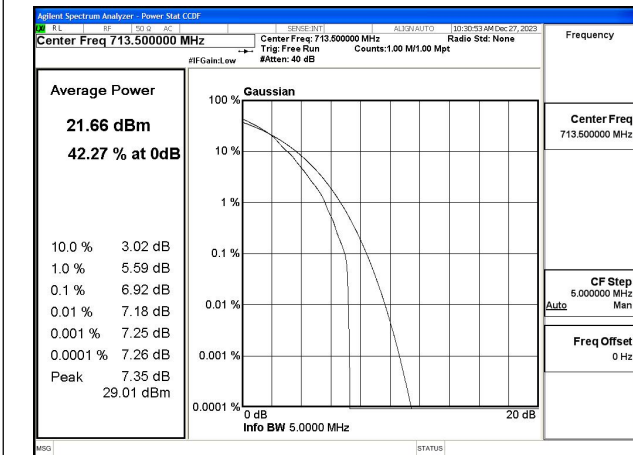 Agilent Spectrum Analyzer - Power Stat CCDF
LXI RL RF 50 Ω AC SENSE:INT ALIGN AUTO 10:30:53 AM Dec 27, 2023
Center Freq 713.500000 MHz Center Freq: 713.500000 MHz Radio Std: None
Trig: Free Run Counts:1.00 M/1.00 Mpt
#IFGain:Low #Atten: 40 dB
Frequency
Average Power
21.66 dBm
42.27 % at 0dB
10.0 % 3.02 dB
1.0 % 5.59 dB
0.1 % 6.92 dB
0.01 % 7.18 dB
0.001 % 7.25 dB
0.0001 % 7.26 dB
Peak 7.35 dB
29.01 dBm
Gaussian
100 %
10 %
1 %
0.1 %
0.01 %
0.001 %
0.0001 %
0 dB 20 dB
Info BW 5.0000 MHz
Center Freq
713.500000 MHz
CF Step
5.000000 MHz
Auto Man
Freq Offset
0 Hz
MSG STATUS